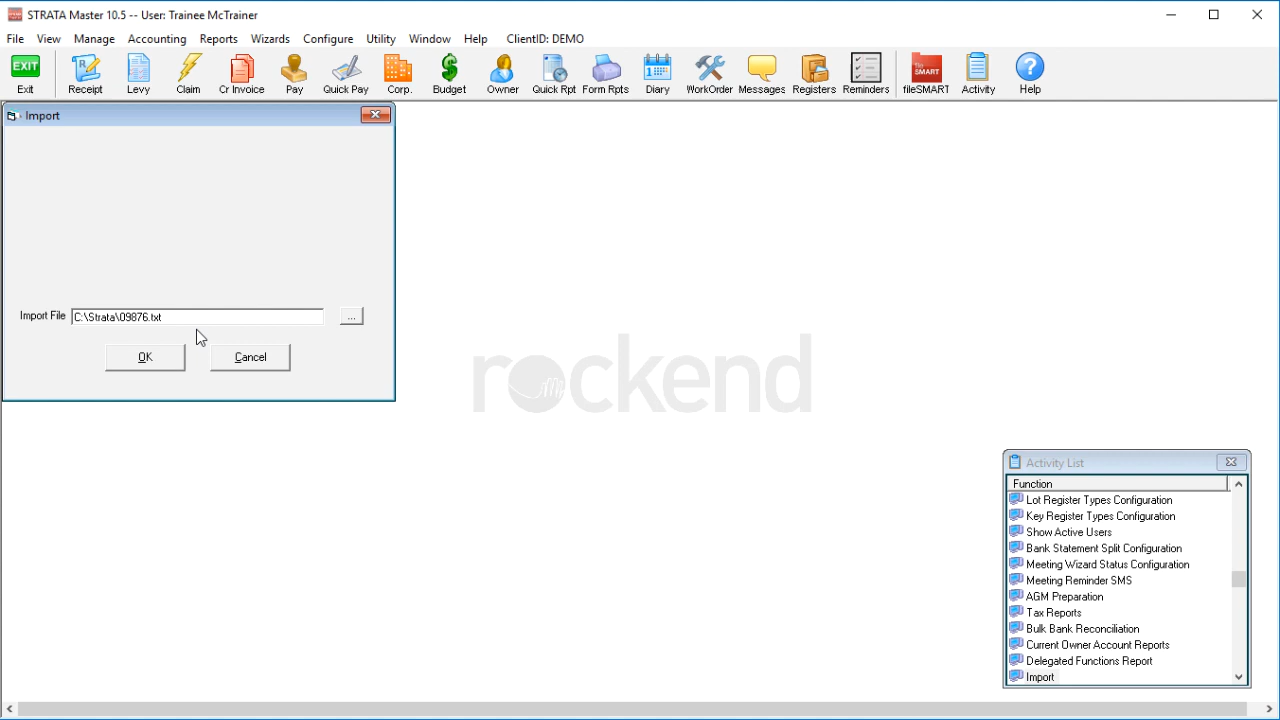 STRATA Master 10.5 -- User: Trainee McTrainer
File View Manage Accounting Reports Wizards Configure Utility Window Help ClientID: DEMO
EXIT
Exit Receipt Levy Claim Cr Invoice Pay Quick Pay Corp. Budget Owner Quick Rpt Form Rpts Diary WorkOrder Messages Registers Reminders fileSMART Activity Help
Import
Import File C:\Strata\09876.txt ...
OK Cancel
rockend
Activity List
Function
Lot Register Types Configuration
Key Register Types Configuration
Show Active Users
Bank Statement Split Configuration
Meeting Wizard Status Configuration
Meeting Reminder SMS
AGM Preparation
Tax Reports
Bulk Bank Reconciliation
Current Owner Account Reports
Delegated Functions Report
Import